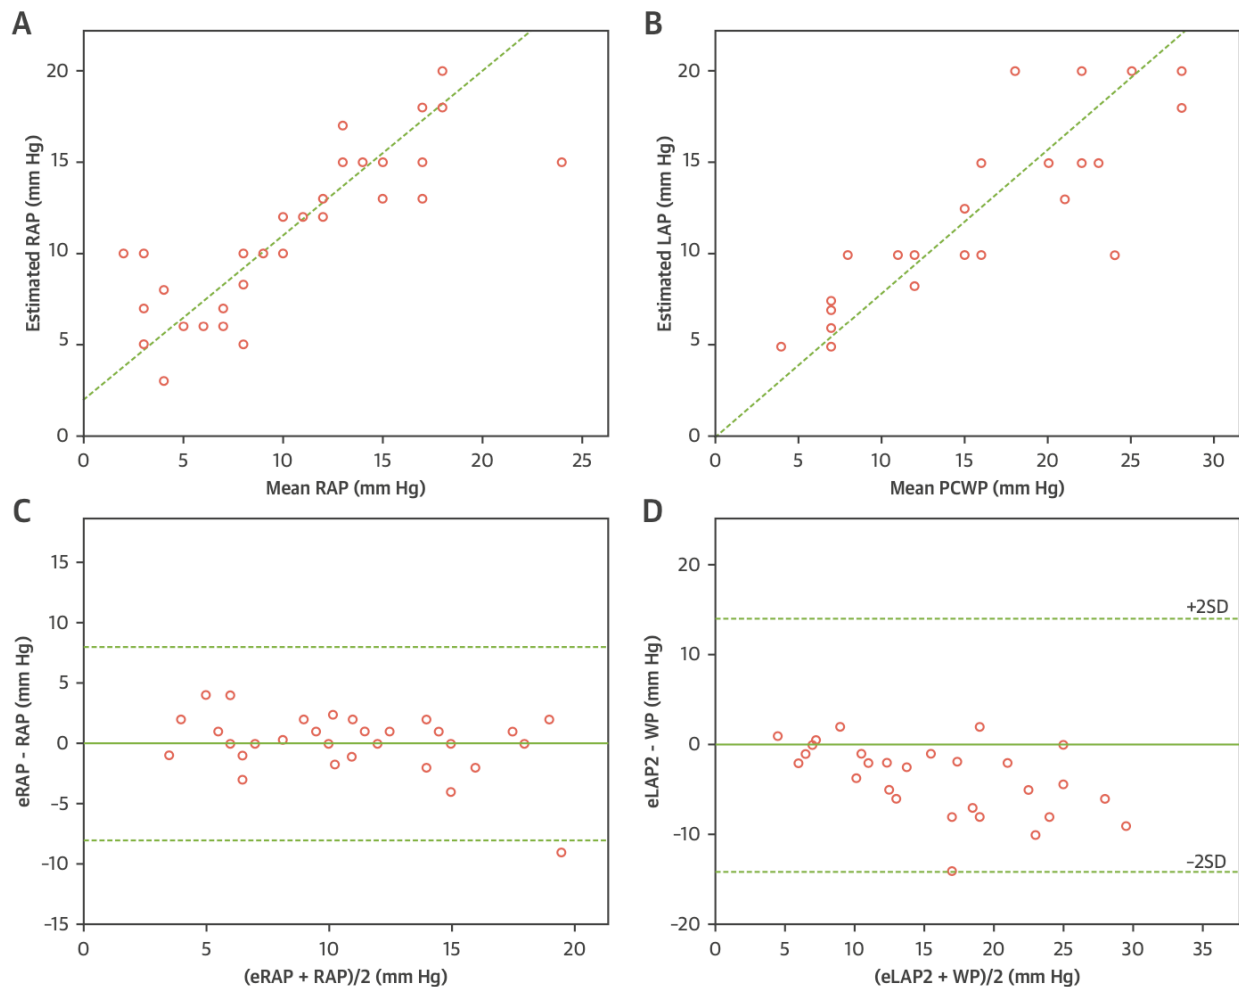 A
20
15
10
5
0
0 5 10 15 20 25
Estimated RAP (mm Hg)
Mean RAP (mm Hg)
B
20
15
10
5
0
0 5 10 15 20 25 30
Estimated LAP (mm Hg)
Mean PCWP (mm Hg)
C
15
10
5
0
-5
-10
-15
0 5 10 15 20
eRAP - RAP (mm Hg)
(eRAP + RAP)/2 (mm Hg)
D
20
10
0
-10
-20
0 5 10 15 20 25 30 35
eLAP2 - WP (mm Hg)
(eLAP2 + WP)/2 (mm Hg)
+2SD
−2SD